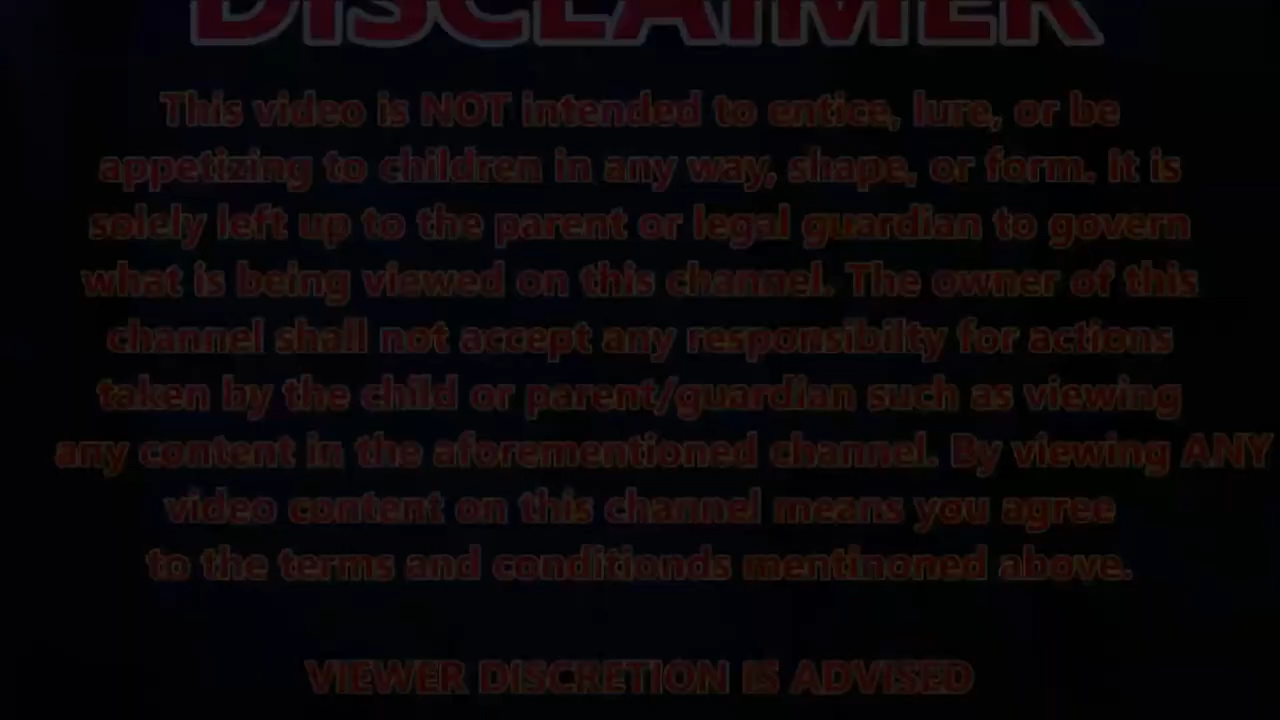 DISCLAIMER
This video is NOT intended to entice, lure, or be
appetizing to children in any way, shape, or form. It is
solely left up to the parent or legal guardian to govern
what is being viewed on this channel. The owner of this
channel shall not accept any responsibilty for actions
taken by the child or parent/guardian such as viewing
any content in the aforementioned channel. By viewing ANY
video content on this channel means you agree
to the terms and conditionds mentinoned above.
VIEWER DISCRETION IS ADVISED